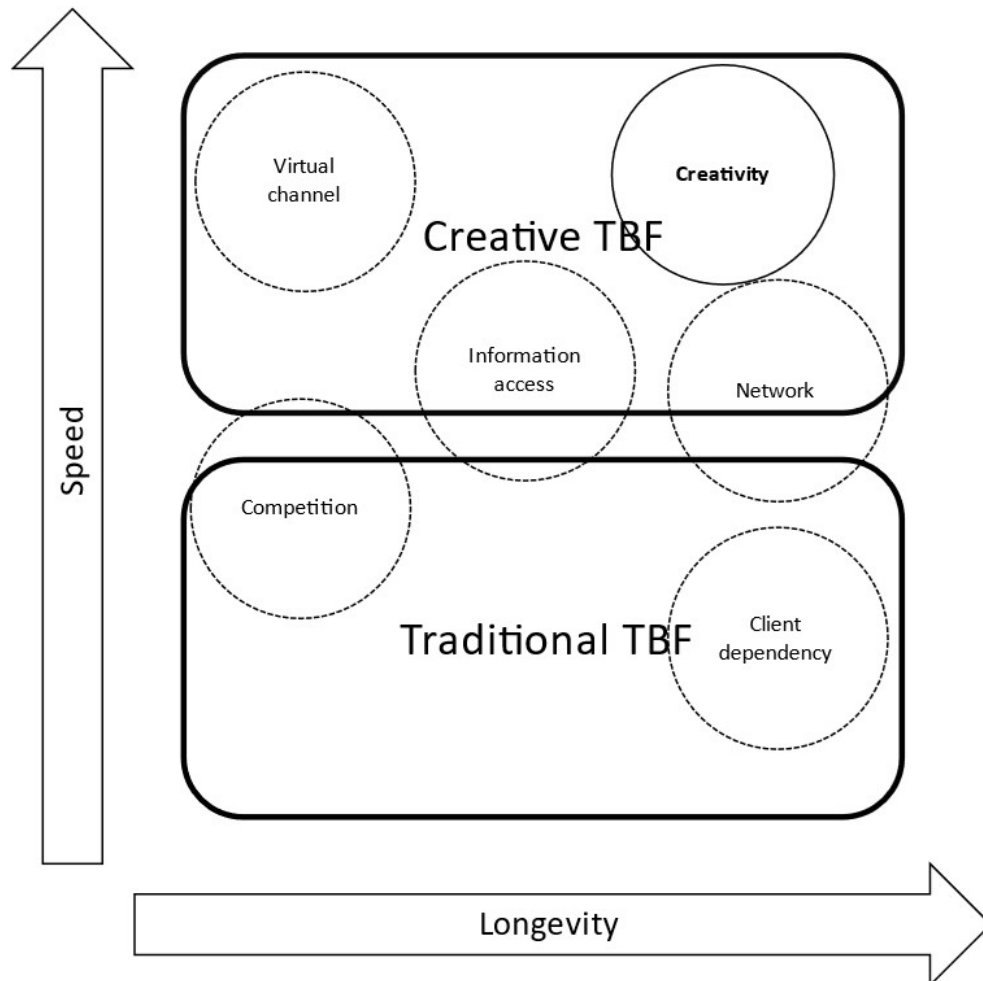 Virtual
channel
Creativity
Creative TBF
Information
access
Network
Speed
Competition
Traditional TBF
Client
dependency
Longevity